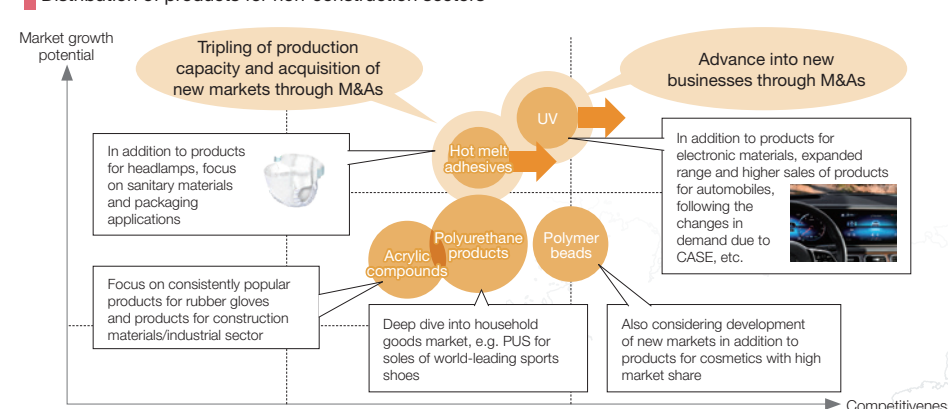 Distribution of products for non-construction sectors
Market growth
potential
Tripling of production
capacity and acquisition of
new markets through M&As
Advance into new
businesses through M&As
UV
Hot melt
adhesives
In addition to products
for headlamps, focus
on sanitary materials
and packaging
applications
In addition to products for
electronic materials, expanded
range and higher sales of products
for automobiles,
following the
changes in
demand due to
CASE, etc.
Acrylic
compounds
Polyurethane
products
Polymer
beads
Focus on consistently popular
products for rubber gloves
and products for construction
materials/industrial sector
Deep dive into household
goods market, e.g. PUS for
soles of world-leading sports
shoes
Also considering development
of new markets in addition to
products for cosmetics with high
market share
Competitivenes